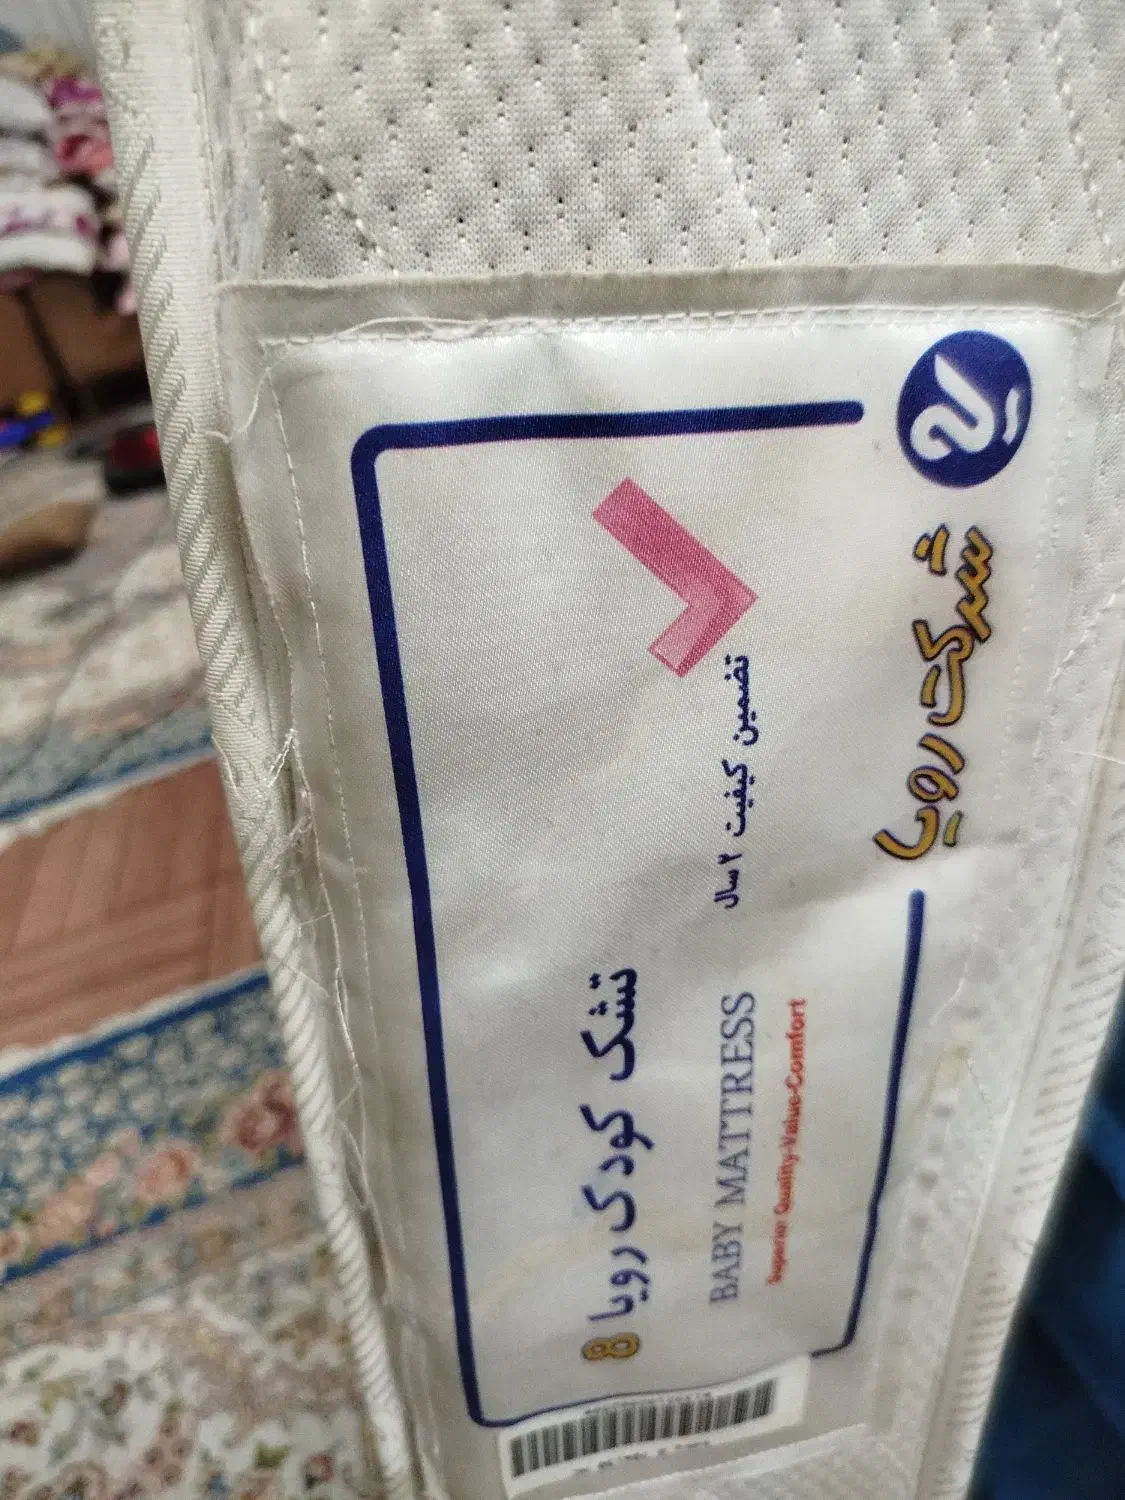 شرکت رویا
تضمین کیفیت ۲ سال
تشک کودک رویا 8
BABY MATTRESS
Superior Quality-Value-Comfort